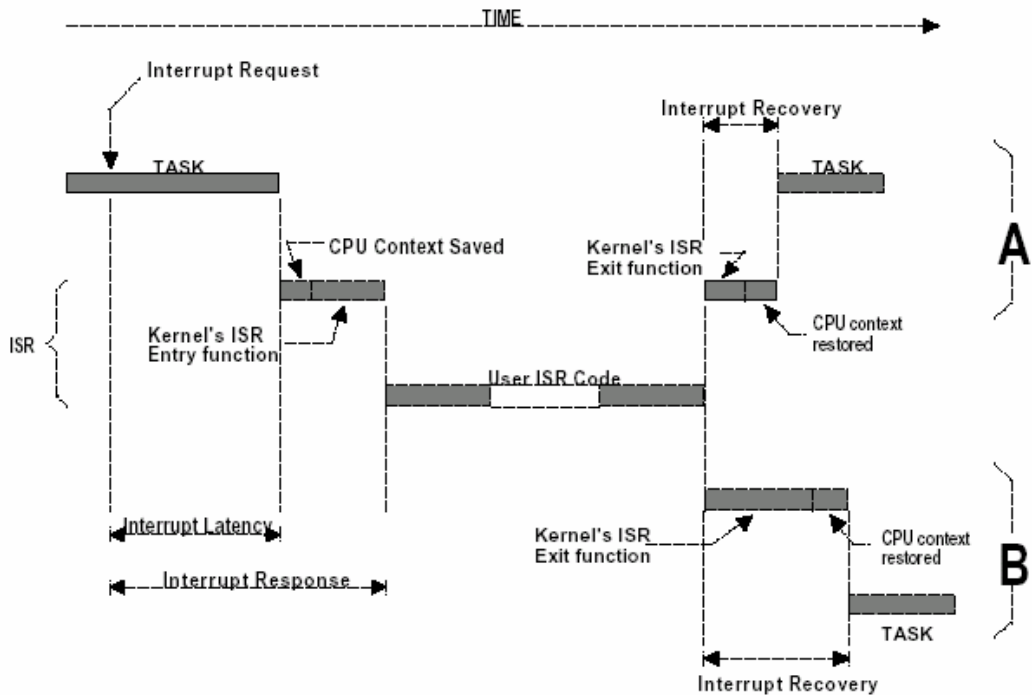 TIME
Interrupt Request
Interrupt Recovery
TASK
TASK
A
CPU Context Saved
Kernel's ISR
Exit function
ISR
Kernel's ISR
Entry function
CPU context
restored
User ISR Code
Interrupt Latency
Kernel's ISR
Exit function
CPU context
restored
B
Interrupt Response
TASK
Interrupt Recovery